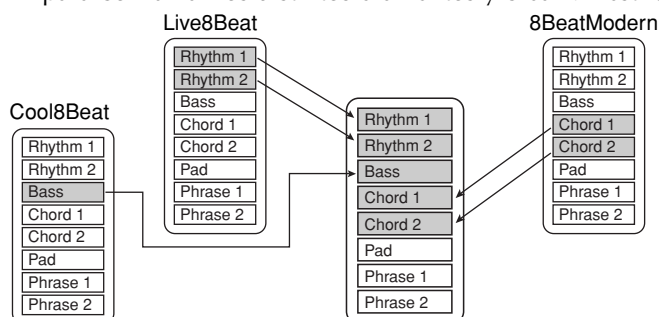 Live8Beat
Rhythm 1
Rhythm 2
Bass
Chord 1
Chord 2
Pad
Phrase 1
Phrase 2
8BeatModern
Rhythm 1
Rhythm 2
Bass
Chord 1
Chord 2
Pad
Phrase 1
Phrase 2
Cool8Beat
Rhythm 1
Rhythm 2
Bass
Chord 1
Chord 2
Pad
Phrase 1
Phrase 2
Rhythm 1
Rhythm 2
Bass
Chord 1
Chord 2
Pad
Phrase 1
Phrase 2